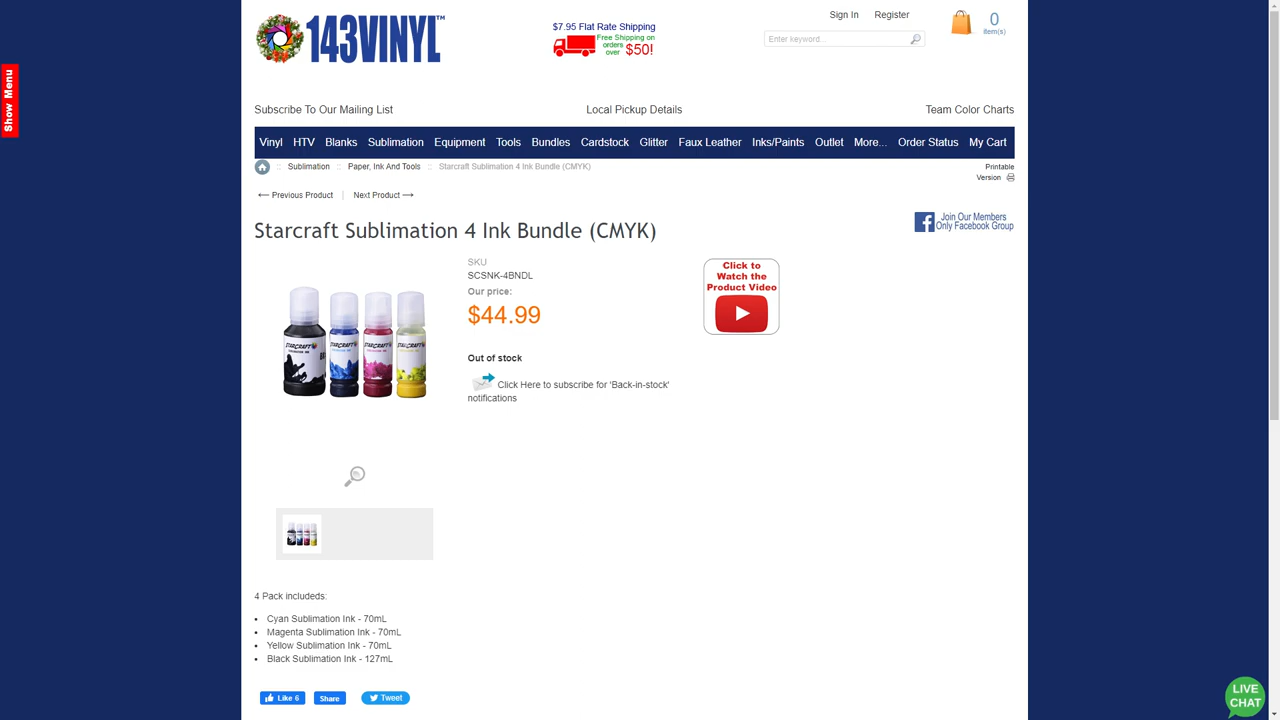 143VINYL™
$7.95 Flat Rate Shipping
Free Shipping on
orders
over $50!
Sign In Register
Enter keyword...
0
item(s)
Show Menu
Subscribe To Our Mailing List Local Pickup Details Team Color Charts
Vinyl HTV Blanks Sublimation Equipment Tools Bundles Cardstock Glitter Faux Leather Inks/Paints Outlet More... Order Status My Cart
Sublimation :: Paper, Ink And Tools :: Starcraft Sublimation 4 Ink Bundle (CMYK)
Printable
Version
← Previous Product | Next Product →
Join Our Members
Only Facebook Group
Starcraft Sublimation 4 Ink Bundle (CMYK)
SKU
SCSNK-4BNDL
Our price:
$44.99
Click to
Watch the
Product Video
Out of stock
Click Here to subscribe for 'Back-in-stock'
notifications
STARCRAFT STARCRAFT STARCRAFT STARCRAFT
4 Pack includeds:
• Cyan Sublimation Ink - 70mL
• Magenta Sublimation Ink - 70mL
• Yellow Sublimation Ink - 70mL
• Black Sublimation Ink - 127mL
Like 6 Share Tweet
LIVE
CHAT